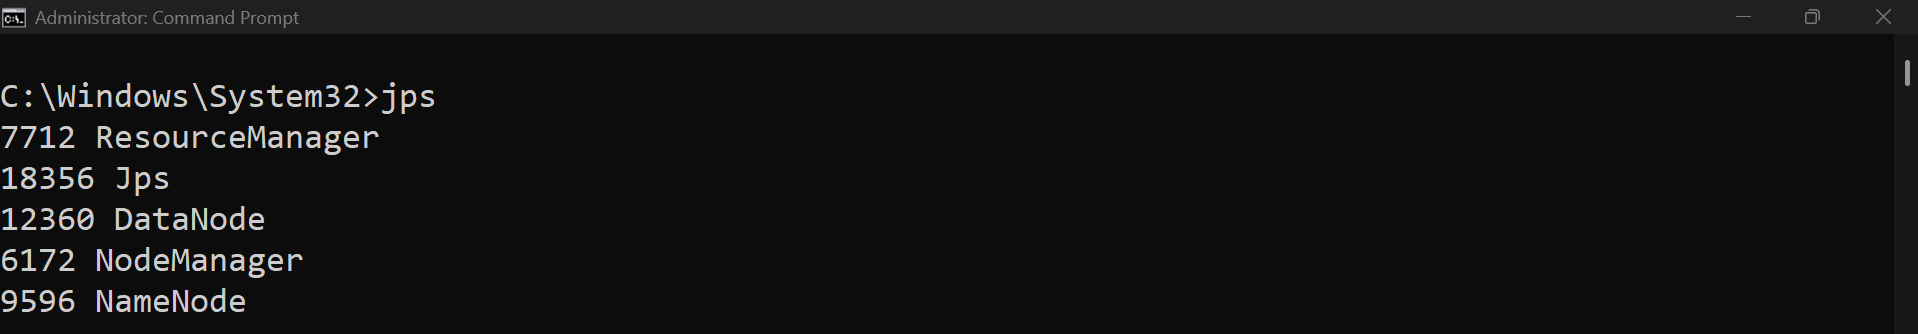 Administrator: Command Prompt
C:\Windows\System32>jps
7712 ResourceManager
18356 Jps
12360 DataNode
6172 NodeManager
9596 NameNode